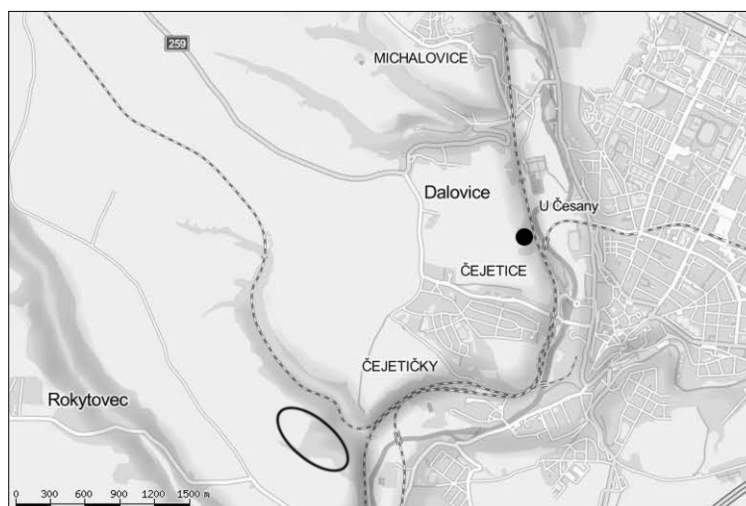 259
MICHALOVICE
Dalovice
U Česany
ČEJETICE
ČEJETIČKY
Rokytovec
0 300 600 900 1200 1500 m